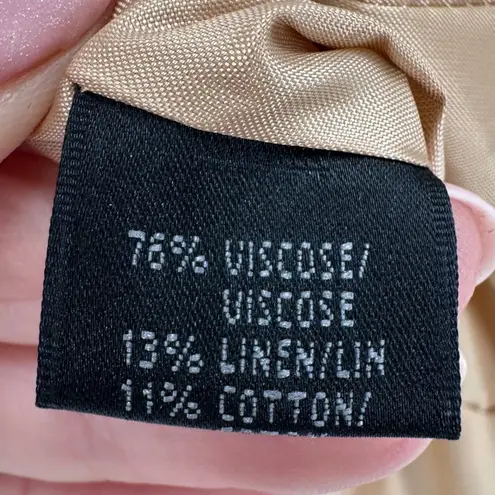 76% VISCOSE/
VISCOSE
13% LINEN/LIN
11% COTTON/